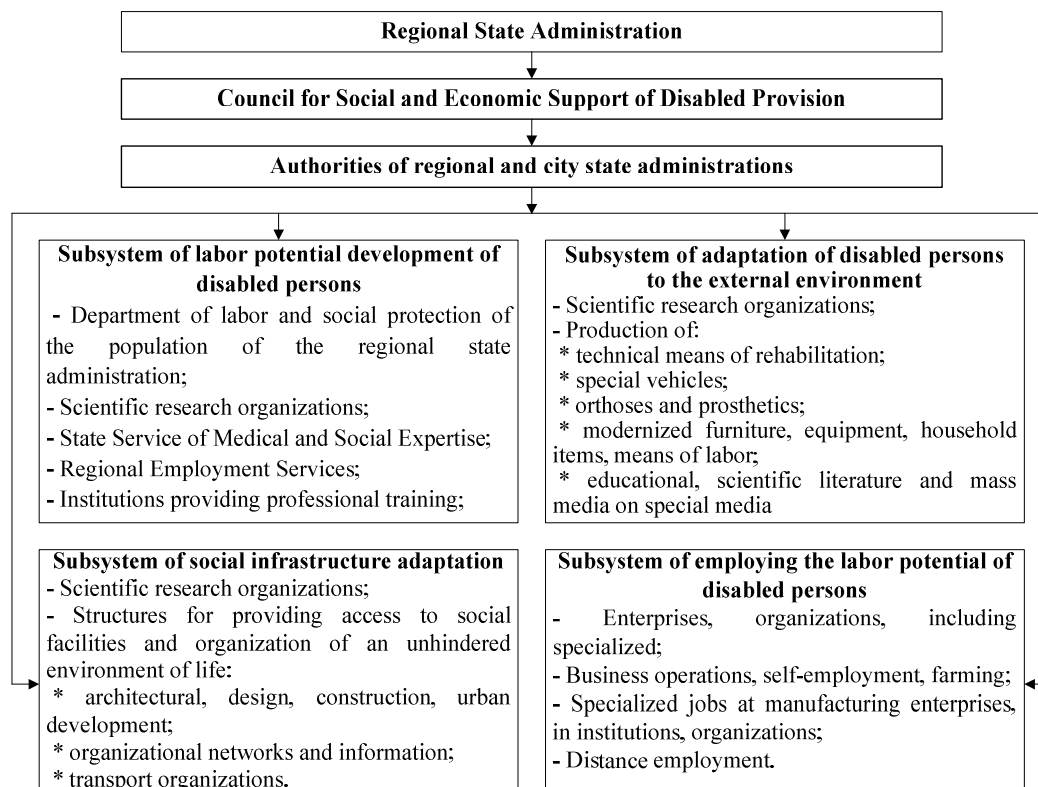 Regional State Administration
Council for Social and Economic Support of Disabled Provision
Authorities of regional and city state administrations
Subsystem of labor potential development of
disabled persons
- Department of labor and social protection of
the population of the regional state
administration;
- Scientific research organizations;
- State Service of Medical and Social Expertise;
- Regional Employment Services;
- Institutions providing professional training;
Subsystem of adaptation of disabled persons
to the external environment
- Scientific research organizations;
- Production of:
* technical means of rehabilitation;
* special vehicles;
* orthoses and prosthetics;
* modernized furniture, equipment, household
items, means of labor;
* educational, scientific literature and mass
media on special media
Subsystem of social infrastructure adaptation
- Scientific research organizations;
- Structures for providing access to social
facilities and organization of an unhindered
environment of life:
* architectural, design, construction, urban
development;
* organizational networks and information;
* transport organizations.
Subsystem of employing the labor potential of
disabled persons
- Enterprises, organizations, including
specialized;
- Business operations, self-employment, farming;
- Specialized jobs at manufacturing enterprises,
in institutions, organizations;
- Distance employment.